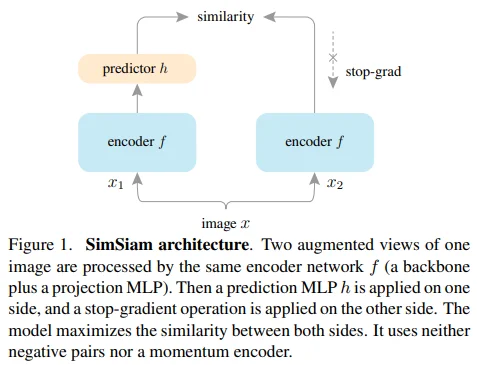 similarity
predictor h
stop-grad
encoder f
encoder f
x1
x2
image x
Figure 1. SimSiam architecture. Two augmented views of one
image are processed by the same encoder network f (a backbone
plus a projection MLP). Then a prediction MLP h is applied on one
side, and a stop-gradient operation is applied on the other side. The
model maximizes the similarity between both sides. It uses neither
negative pairs nor a momentum encoder.